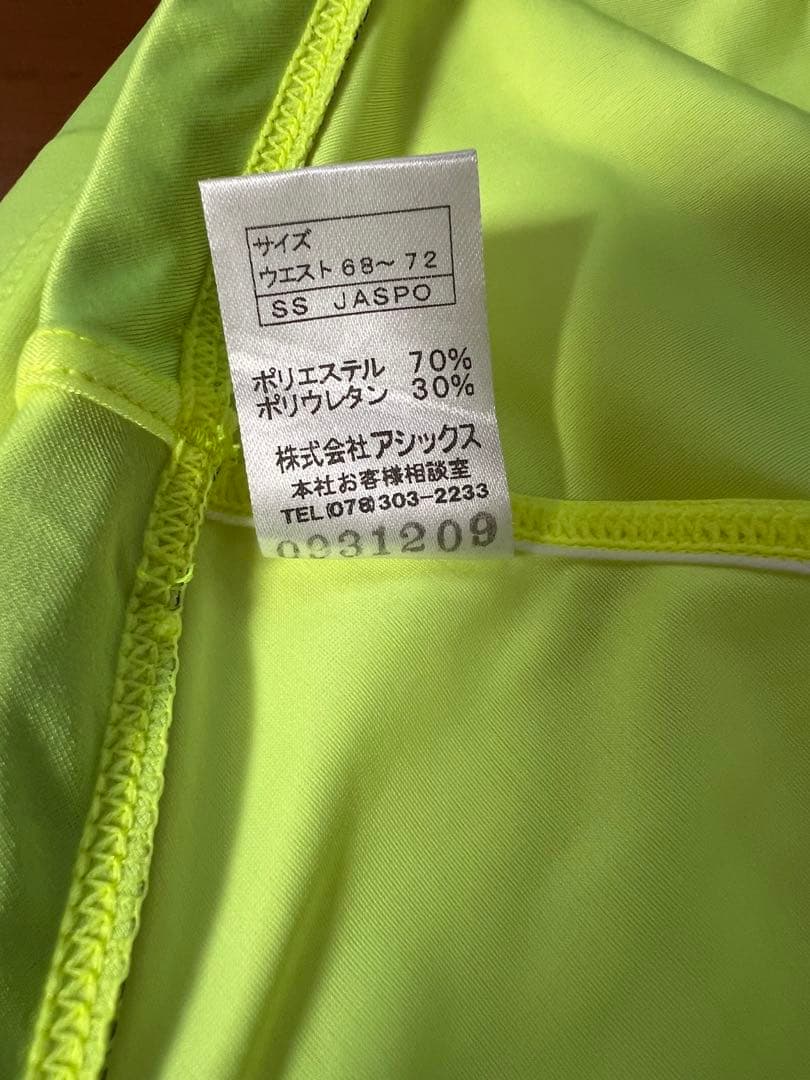 サイズ
ウエスト 68〜72
SS JASPO
ポリエステル 70%
ポリウレタン 30%
株式会社アシックス
本社お客様相談室
TEL(078)303-2233
0931209